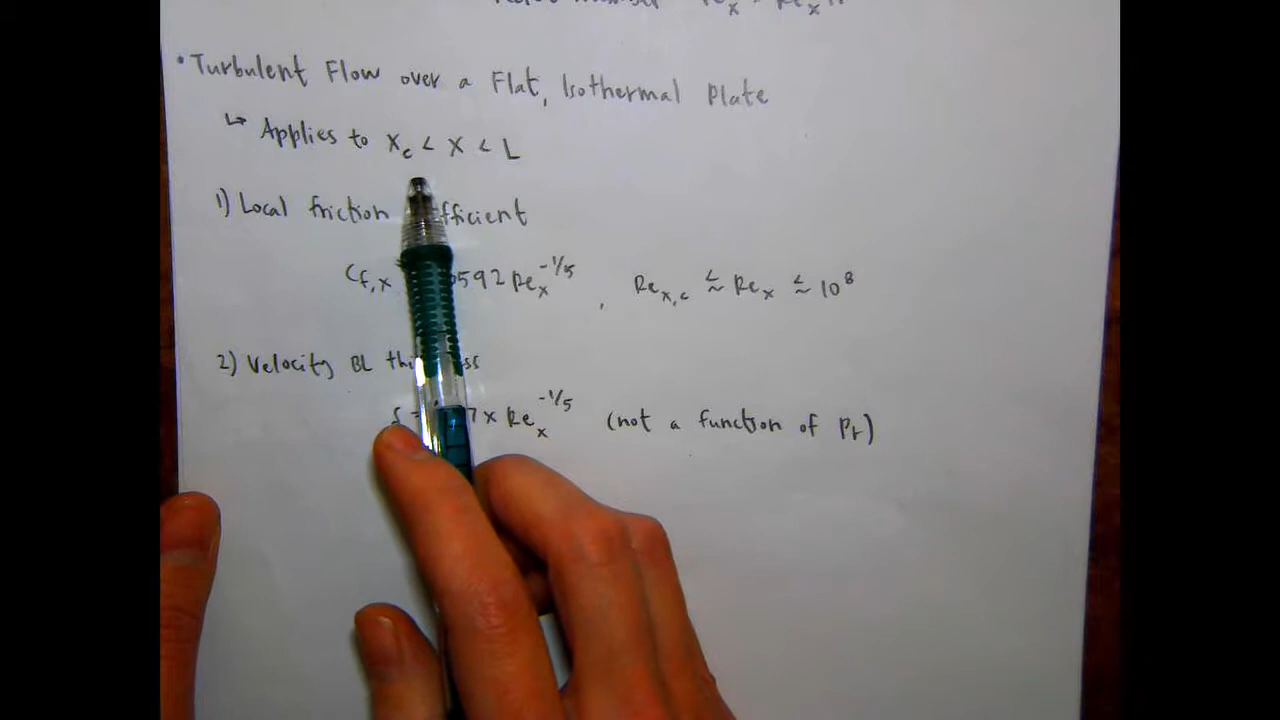 • Turbulent Flow over a Flat, Isothermal Plate
↳ Applies to x_c < x < L
1) Local friction
C_f,x 592 Re_x^-1/5 , Re_x,c ≲ Re_x ≲ 10^8
2) Velocity BL
δ = 7 x Re_x^-1/5 (not a function of Pr)